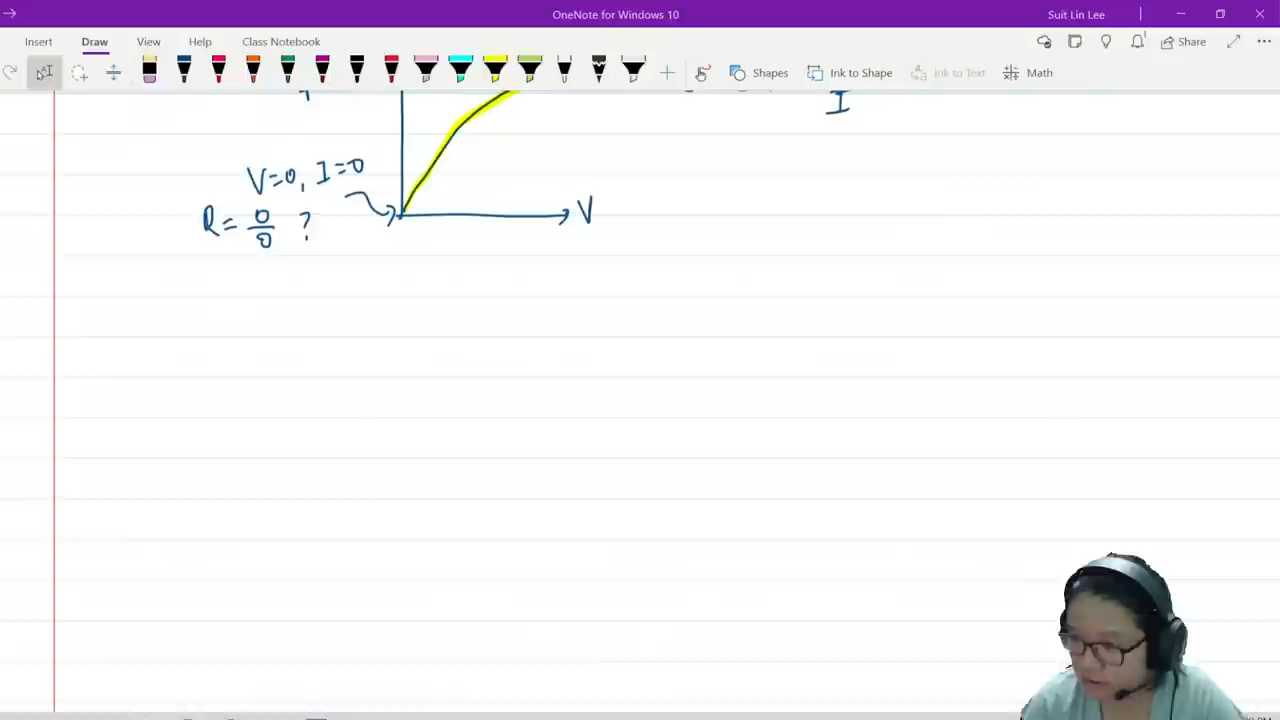 OneNote for Windows 10
Suit Lin Lee
Insert Draw View Help Class Notebook
Share
Shapes
Ink to Shape
Ink to Text
Math
I
V=0, I=0
R= 0/0 ?
V